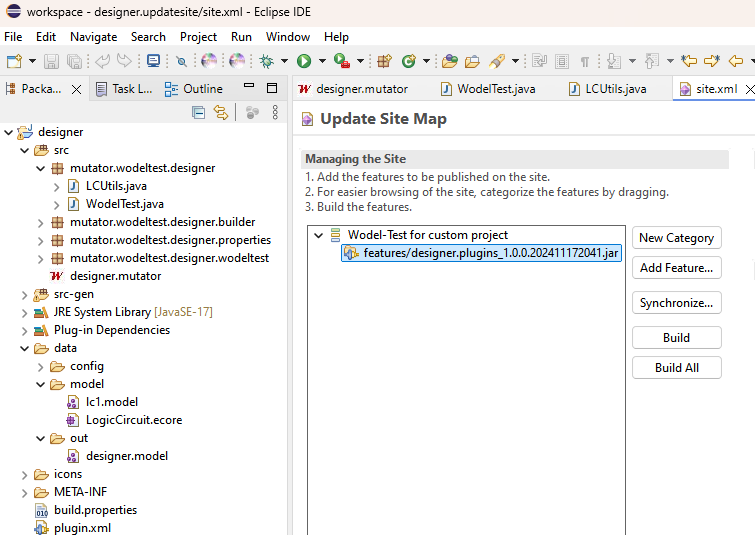 workspace - designer.updatesite/site.xml - Eclipse IDE
File Edit Navigate Search Project Run Window Help
Packa... Task L... Outline
designer
src
mutator.wodeltest.designer
LCUtils.java
WodelTest.java
mutator.wodeltest.designer.builder
mutator.wodeltest.designer.properties
mutator.wodeltest.designer.wodeltest
designer.mutator
src-gen
JRE System Library [JavaSE-17]
Plug-in Dependencies
data
config
model
lc1.model
LogicCircuit.ecore
out
designer.model
icons
META-INF
build.properties
plugin.xml
designer.mutator WodelTest.java LCUtils.java site.xml
Update Site Map
Managing the Site
1. Add the features to be published on the site.
2. For easier browsing of the site, categorize the features by dragging.
3. Build the features.
Wodel-Test for custom project
features/designer.plugins_1.0.0.202411172041.jar
New Category
Add Feature...
Synchronize...
Build
Build All